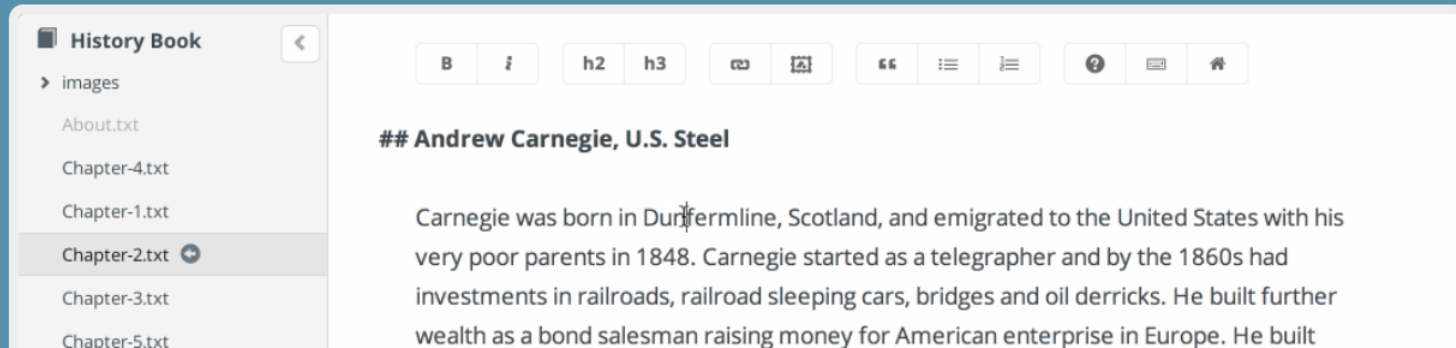 History Book
images
About.txt
Chapter-4.txt
Chapter-1.txt
Chapter-2.txt
Chapter-3.txt
Chapter-5.txt
B i h2 h3
## Andrew Carnegie, U.S. Steel
Carnegie was born in Dunfermline, Scotland, and emigrated to the United States with his
very poor parents in 1848. Carnegie started as a telegrapher and by the 1860s had
investments in railroads, railroad sleeping cars, bridges and oil derricks. He built further
wealth as a bond salesman raising money for American enterprise in Europe. He built